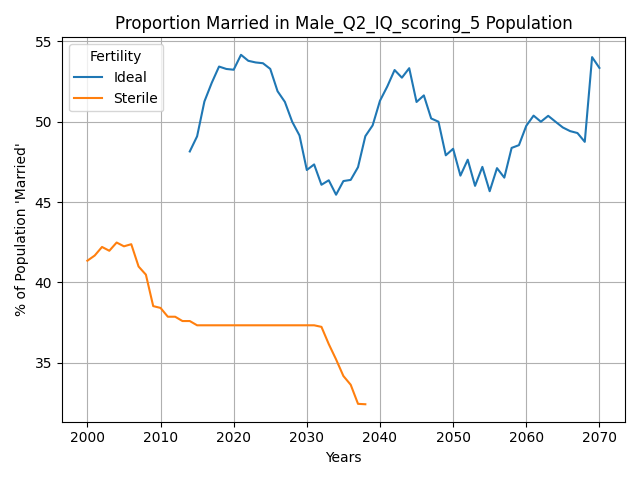 Proportion Married in Male_Q2_IQ_scoring_5 Population
Fertility
Ideal
Sterile
% of Population 'Married'
55
50
45
40
35
2000 2010 2020 2030 2040 2050 2060 2070
Years